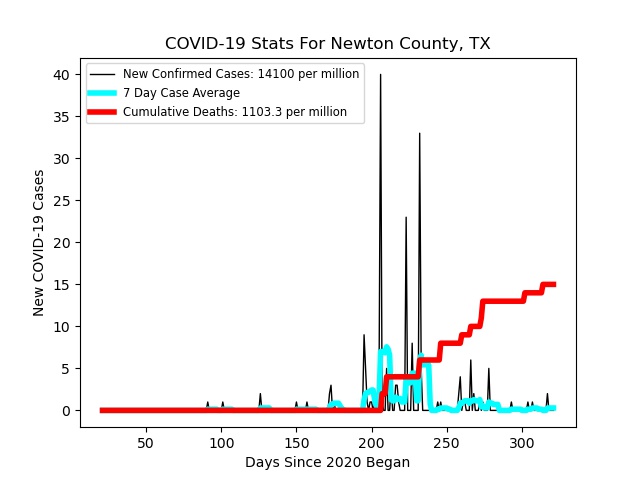 COVID-19 Stats For Newton County, TX
New Confirmed Cases: 14100 per million
7 Day Case Average
Cumulative Deaths: 1103.3 per million
New COVID-19 Cases
40
35
30
25
20
15
10
5
0
50 100 150 200 250 300
Days Since 2020 Began